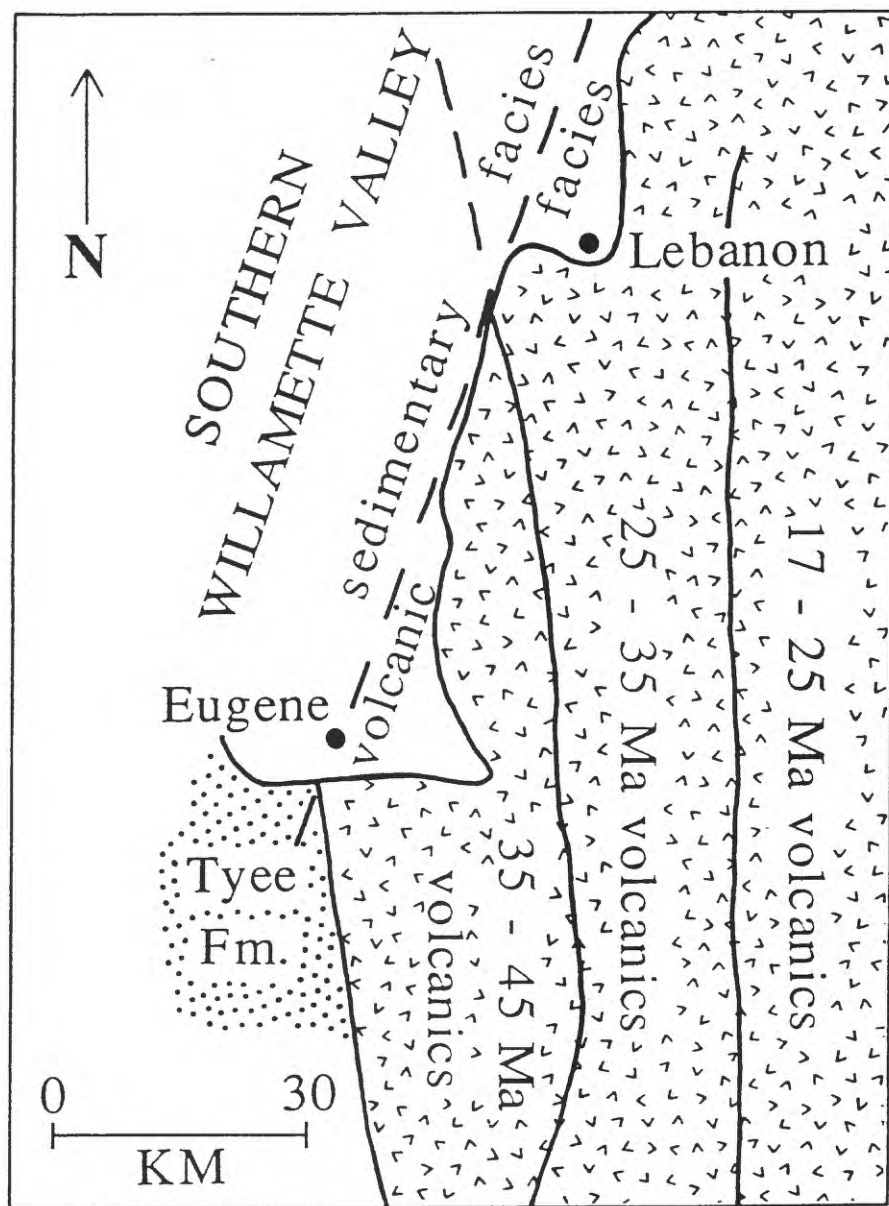 SOUTHERN
WILLAMETTE VALLEY
facies
facies
N
Lebanon
sedimentary
volcanic
Eugene
Tyee
Fm.
35 - 45 Ma
volcanics
25 - 35 Ma volcanics
17 - 25 Ma volcanics
0 30
KM